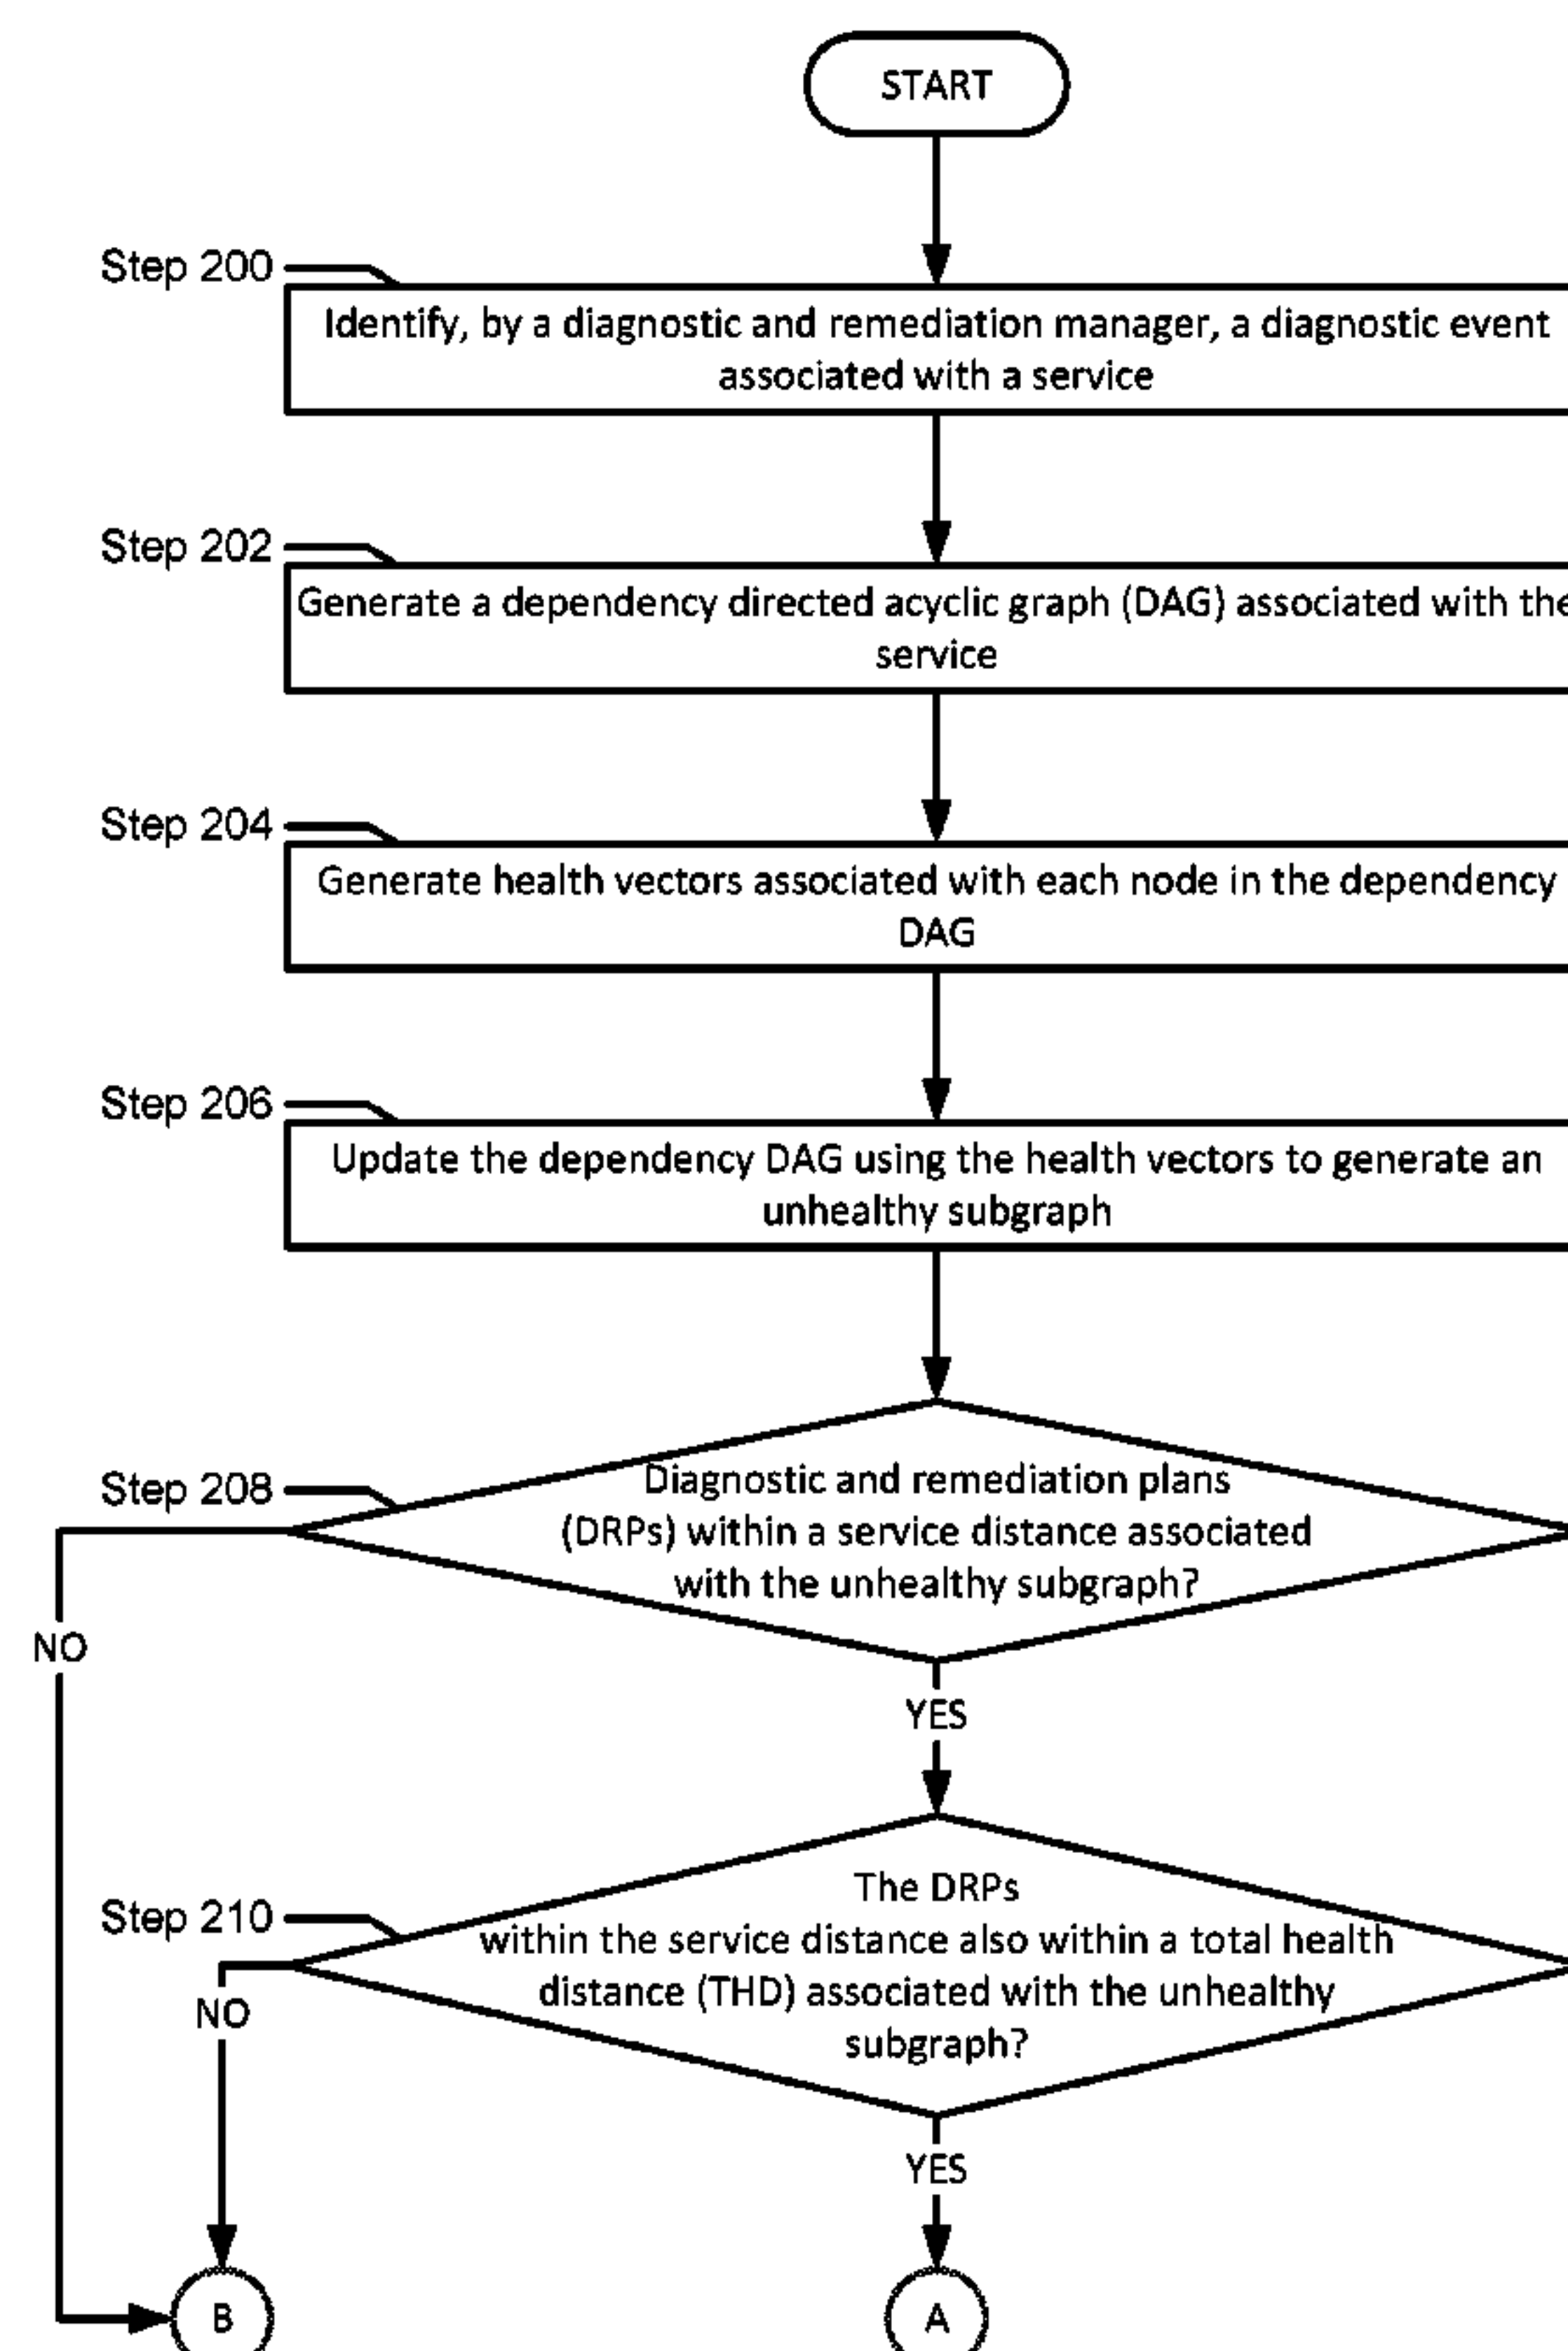 START
Step 200
Identify, by a diagnostic and remediation manager, a diagnostic event
associated with a service
Step 202
Generate a dependency directed acyclic graph (DAG) associated with the
service
Step 204
Generate health vectors associated with each node in the dependency
DAG
Step 206
Update the dependency DAG using the health vectors to generate an
unhealthy subgraph
Step 208
Diagnostic and remediation plans
(DRPs) within a service distance associated
with the unhealthy subgraph?
NO
YES
Step 210
The DRPs
within the service distance also within a total health
distance (THD) associated with the unhealthy
subgraph?
NO
YES
B
A